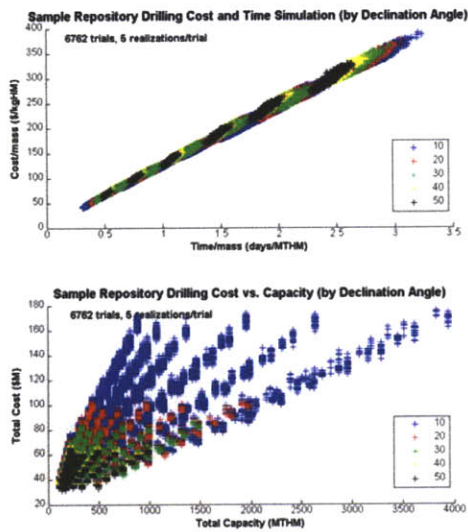 Sample Repository Drilling Cost and Time Simulation (by Declination Angle)
6762 trials, 5 realizations/trial
Cost/mass ($/kgHM)
400
350
300
250
200
150
100
50
0
10
20
30
40
50
0 0.5 1 1.5 2 2.5 3 3.5
Time/mass (days/MTHM)
Sample Repository Drilling Cost vs. Capacity (by Declination Angle)
6762 trials, 5 realizations/trial
Total Cost ($M)
180
160
140
120
100
80
60
40
20
10
20
30
40
50
0 500 1000 1500 2000 2500 3000 3500 4000
Total Capacity (MTHM)